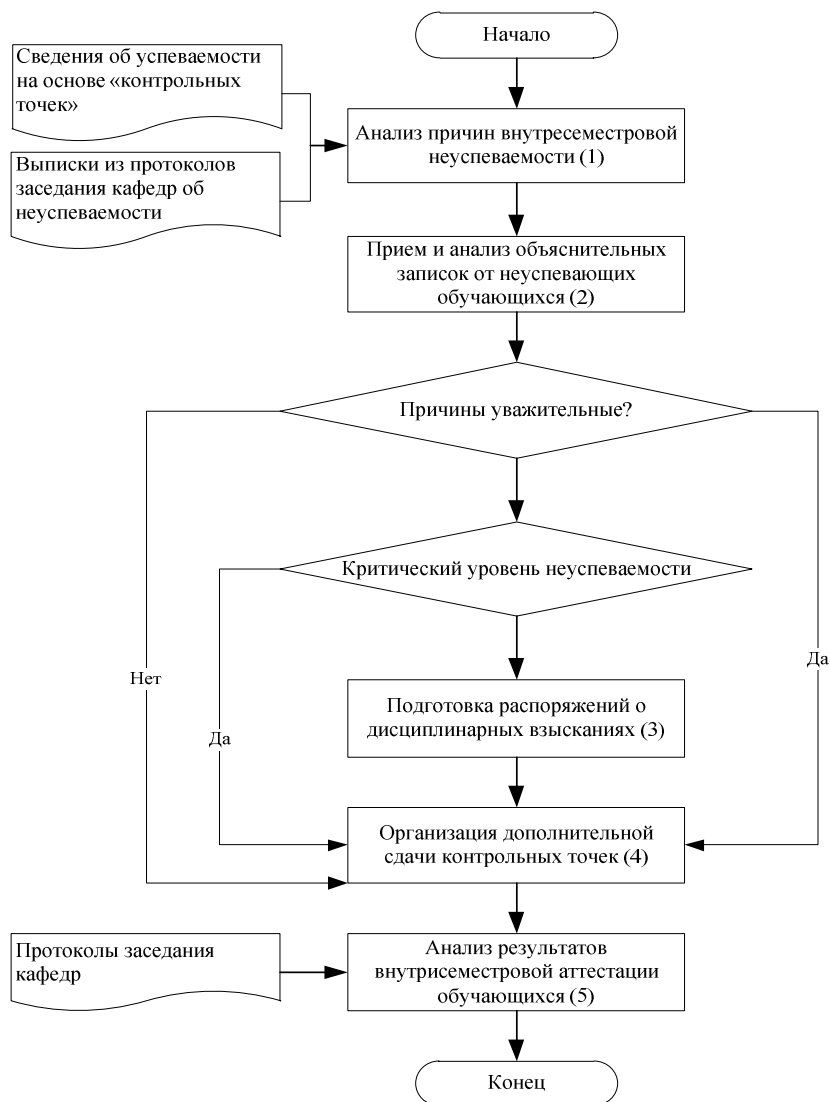 Начало
Сведения об успеваемости
на основе «контрольных
точек»
Анализ причин внутресеместровой
неуспеваемости (1)
Выписки из протоколов
заседания кафедр об
неуспеваемости
Прием и анализ объяснительных
записок от неуспевающих
обучающихся (2)
Причины уважительные?
Критический уровень неуспеваемости
Нет
Да
Да
Подготовка распоряжений о
дисциплинарных взысканиях (3)
Организация дополнительной
сдачи контрольных точек (4)
Протоколы заседания
кафедр
Анализ результатов
внутрисеместровой аттестации
обучающихся (5)
Конец